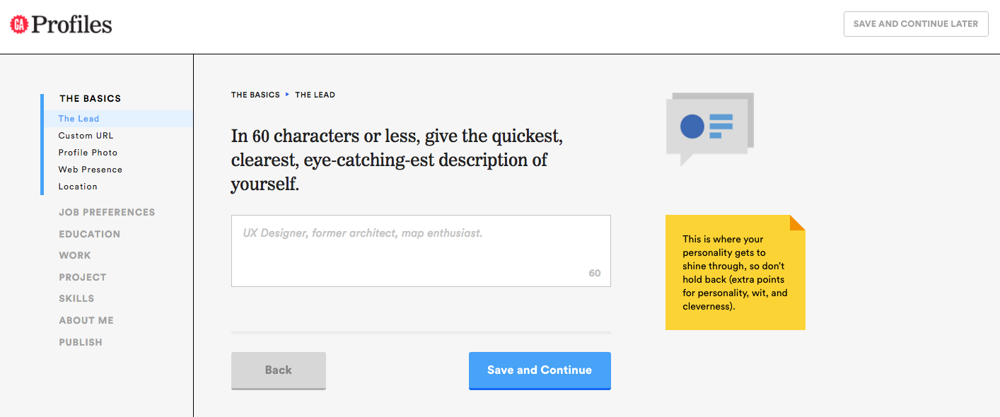 GA Profiles
SAVE AND CONTINUE LATER
THE BASICS
The Lead
Custom URL
Profile Photo
Web Presence
Location
JOB PREFERENCES
EDUCATION
WORK
PROJECT
SKILLS
ABOUT ME
PUBLISH
THE BASICS ▸ THE LEAD
In 60 characters or less, give the quickest,
clearest, eye-catching-est description of
yourself.
UX Designer, former architect, map enthusiast.
60
Back
Save and Continue
This is where your
personality gets to
shine through, so don’t
hold back (extra points
for personality, wit, and
cleverness).